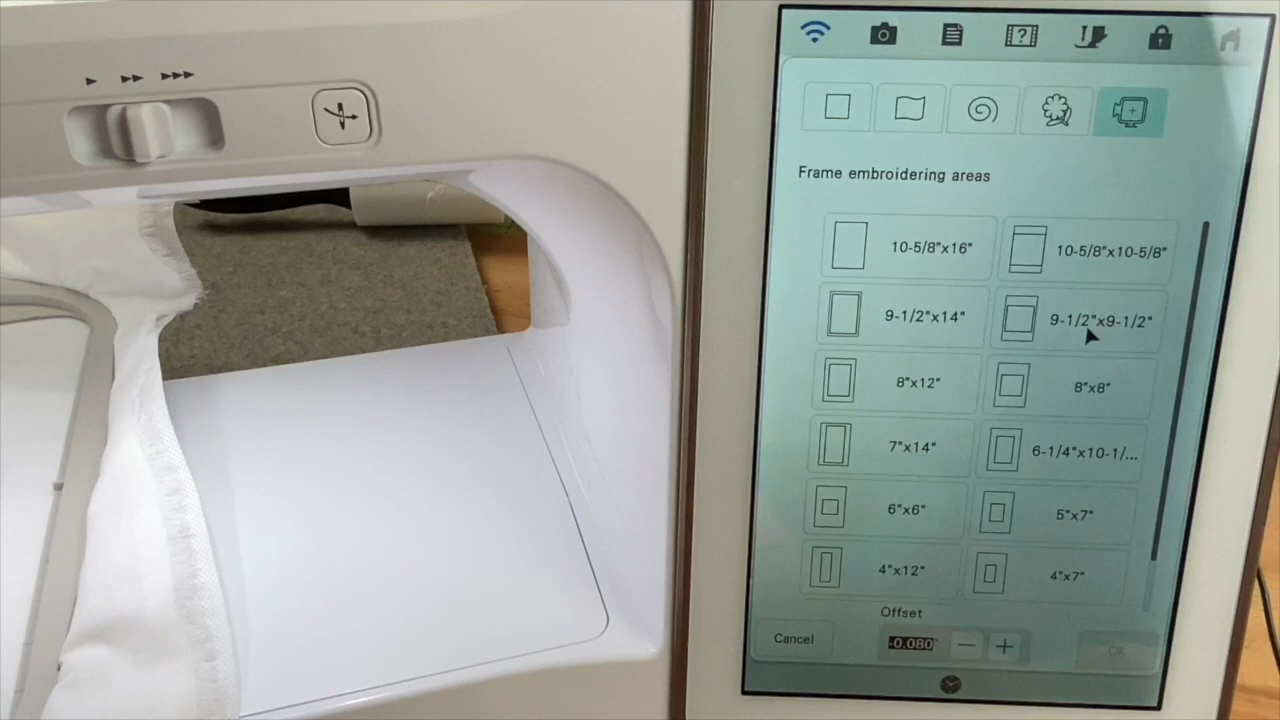 Frame embroidering areas
10-5/8"x16"
10-5/8"x10-5/8"
9-1/2"x14"
9-1/2"x9-1/2"
8"x12"
8"x8"
7"x14"
6-1/4"x10-1/...
6"x6"
5"x7"
4"x12"
4"x7"
Offset
Cancel
-0.080"
OK